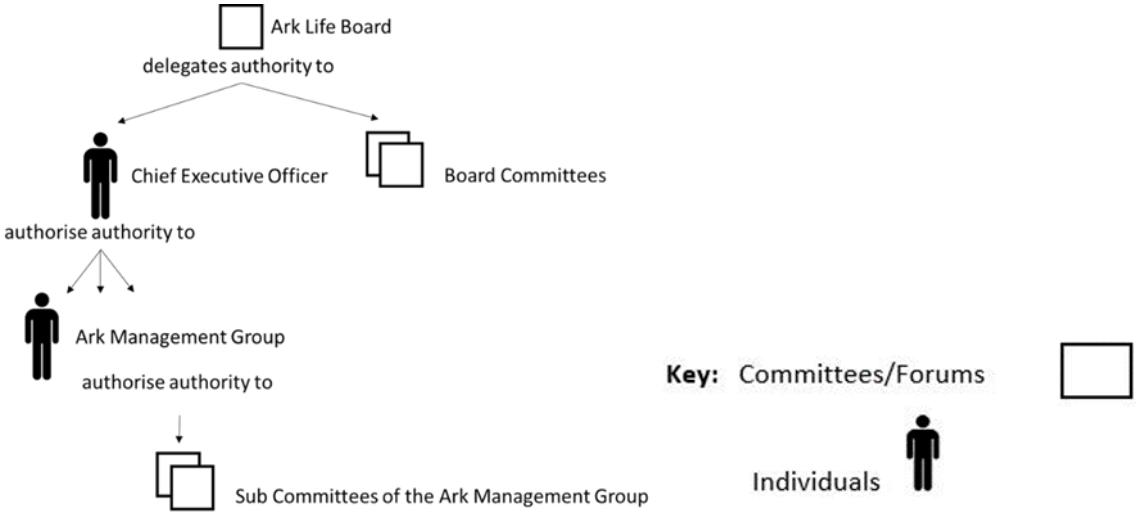 Ark Life Board
delegates authority to
Chief Executive Officer
Board Committees
authorise authority to
Ark Management Group
authorise authority to
Sub Committees of the Ark Management Group
Key: Committees/Forums
Individuals